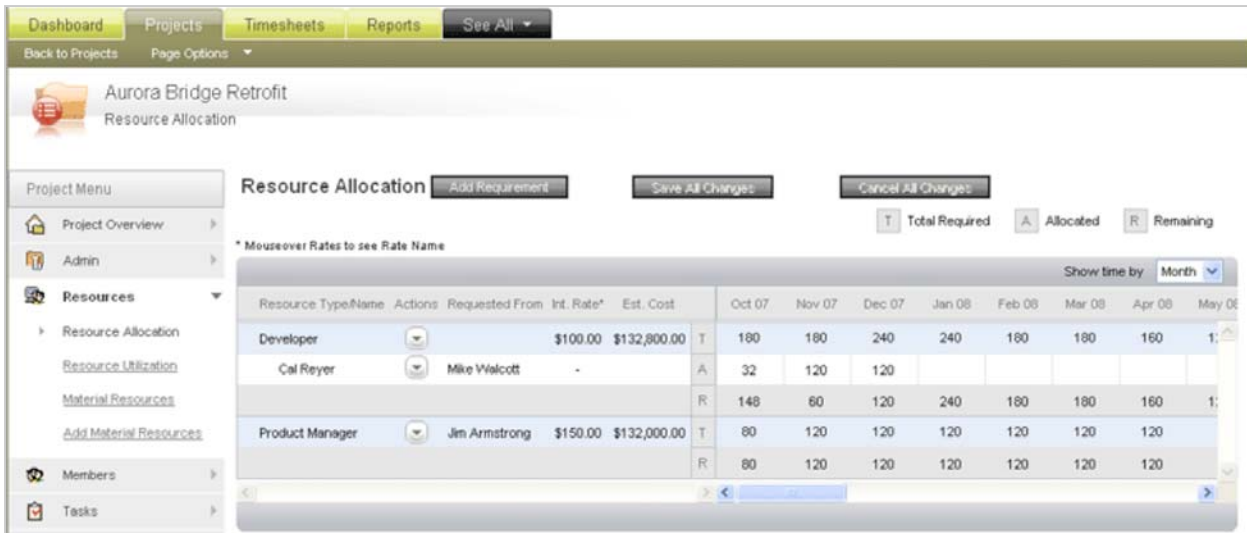 Dashboard Projects Timesheets Reports See All
Back to Projects Page Options
Aurora Bridge Retrofit
Resource Allocation
Project Menu
Project Overview
Admin
Resources
Resource Allocation
Resource Utilization
Material Resources
Add Material Resources
Members
Tasks
Resource Allocation Add Requirement Save All Changes Cancel All Changes
T Total Required A Allocated R Remaining
* Mouseover Rates to see Rate Name
Show time by Month
Resource Type/Name Actions Requested From Int. Rate* Est. Cost Oct 07 Nov 07 Dec 07 Jan 08 Feb 08 Mar 08 Apr 08 May
Developer $100.00 $132,800.00 T 180 180 240 240 180 180 160
Cal Reyer Mike Walcott - A 32 120 120
R 148 60 120 240 180 180 160
Product Manager Jim Armstrong $150.00 $132,000.00 T 80 120 120 120 120 120 120
R 80 120 120 120 120 120 120